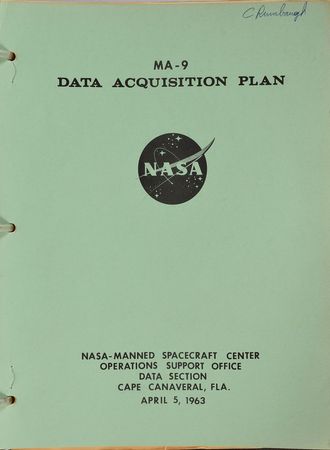 C Rumbaugh
MA-9
DATA ACQUISITION PLAN
NASA
NASA-MANNED SPACECRAFT CENTER
OPERATIONS SUPPORT OFFICE
DATA SECTION
CAPE CANAVERAL, FLA.
APRIL 5, 1963